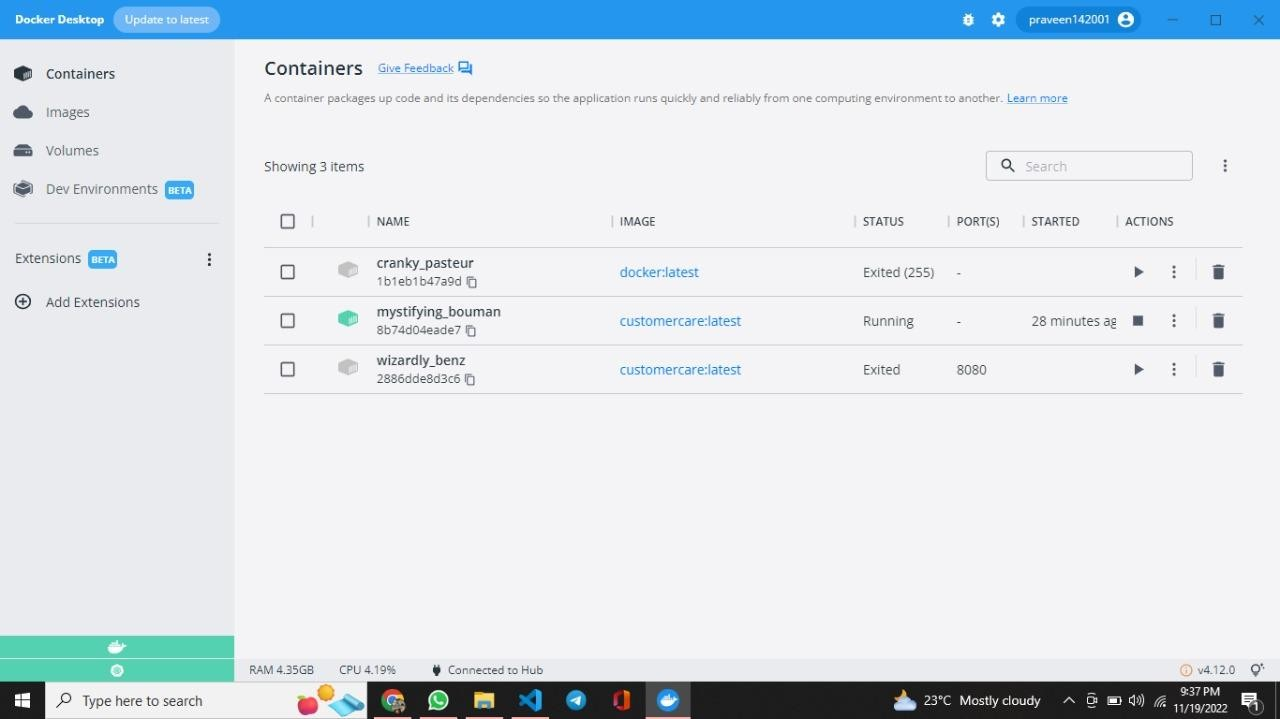 Docker Desktop Update to latest praveen142001
Containers
Images
Volumes
Dev Environments BETA
Extensions BETA
Add Extensions
Containers Give Feedback
A container packages up code and its dependencies so the application runs quickly and reliably from one computing environment to another. Learn more
Showing 3 items Search
NAME IMAGE STATUS PORT(S) STARTED ACTIONS
cranky_pasteur
1b1eb1b47a9d docker:latest Exited (255) -
mystifying_bouman
8b74d04eade7 customercare:latest Running - 28 minutes ag
wizardly_benz
2886dde8d3c6 customercare:latest Exited 8080
RAM 4.35GB CPU 4.19% Connected to Hub v4.12.0
Type here to search 23°C Mostly cloudy 9:37 PM
11/19/2022 1